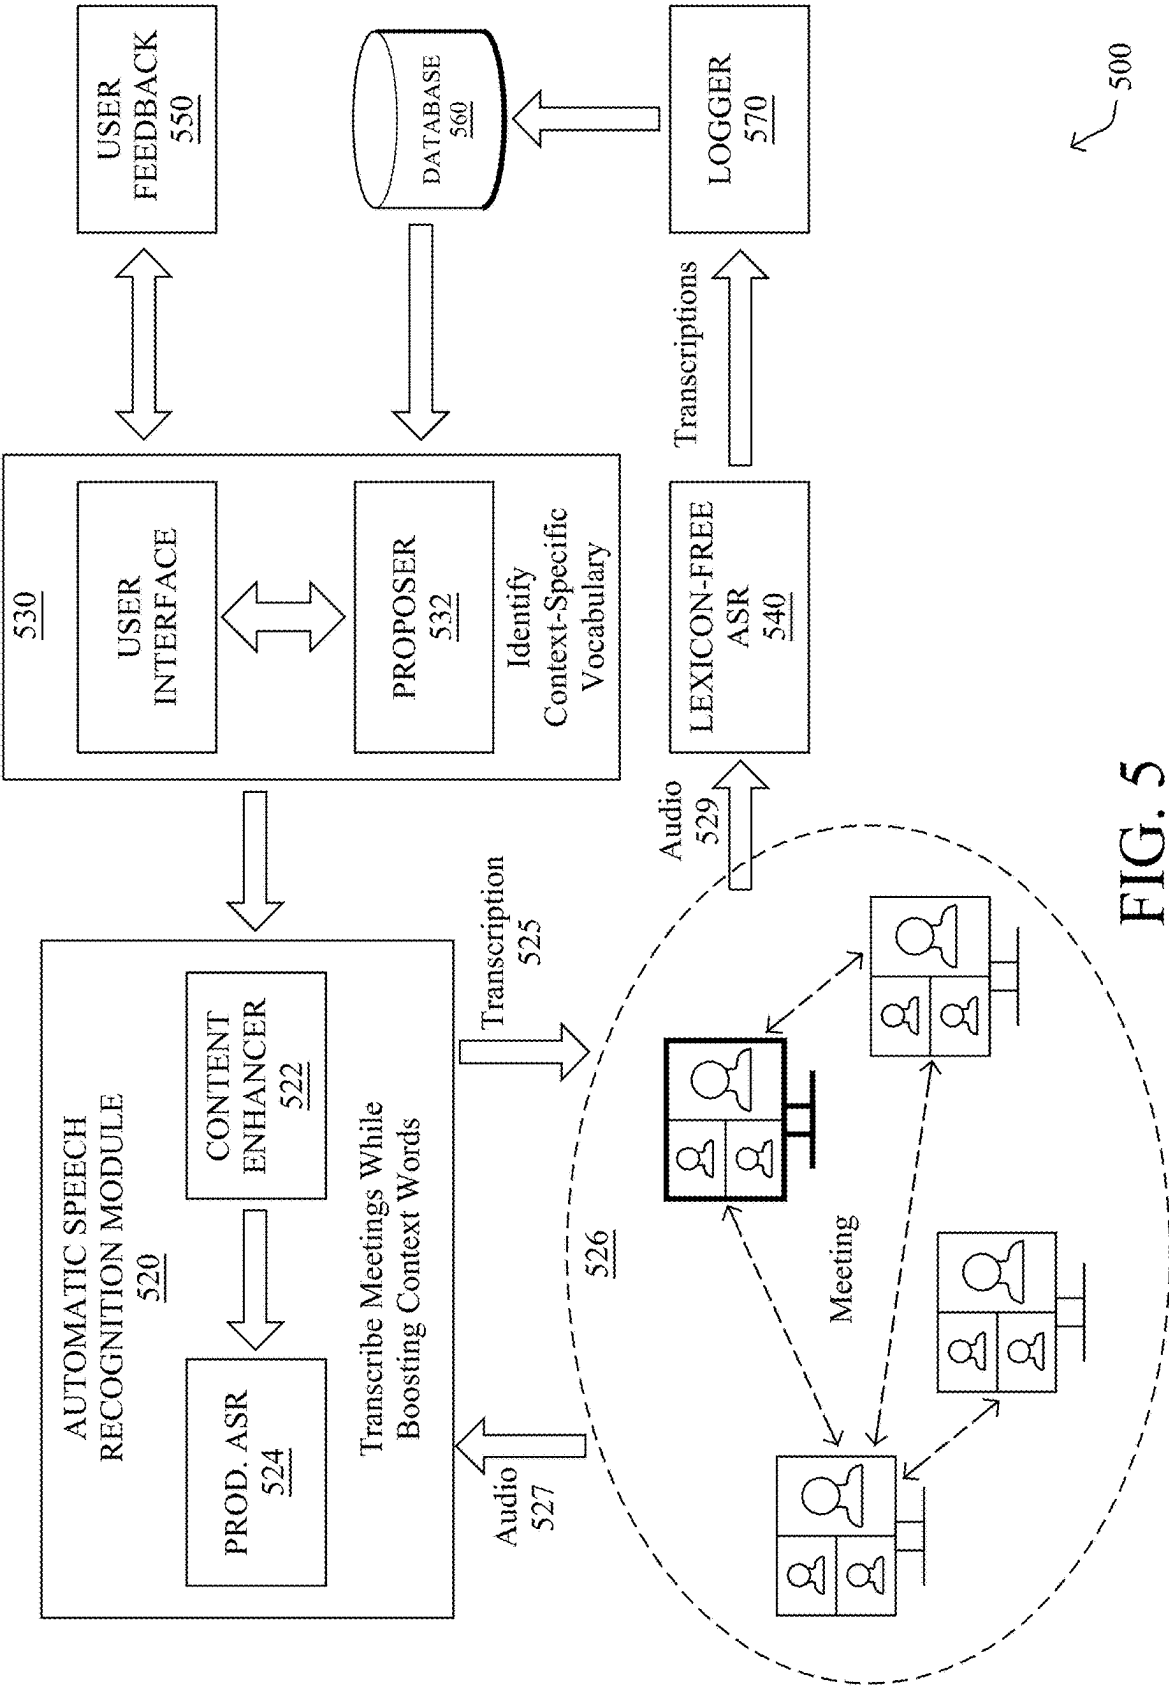 AUTOMATIC SPEECH
RECOGNITION MODULE
520
PROD. ASR
524
CONTENT
ENHANCER
522
Transcribe Meetings While
Boosting Context Words
530
USER
INTERFACE
PROPOSER
532
Identify
Context-Specific
Vocabulary
USER
FEEDBACK
550
DATABASE
560
Audio
527
Transcription
525
526
Meeting
Audio
529
LEXICON-FREE
ASR
540
Transcriptions
LOGGER
570
500
FIG. 5